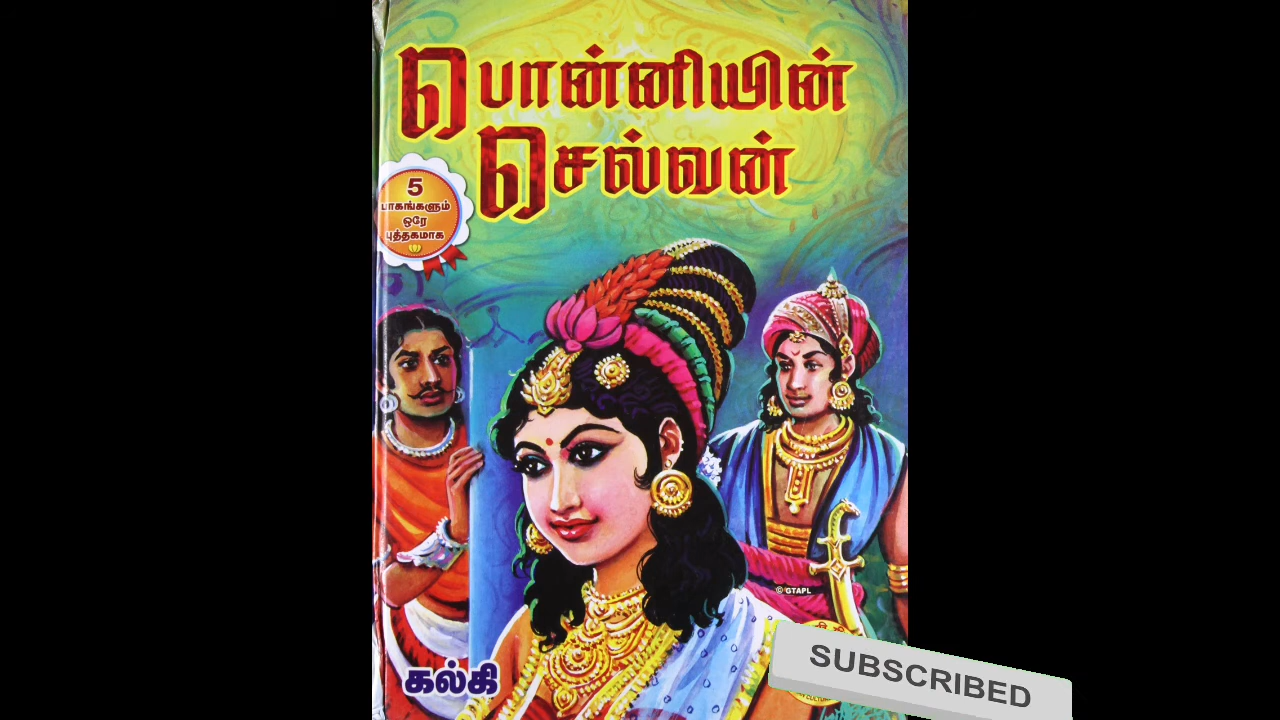 பொன்னியின்
செல்வன்
5
பாகங்களும்
ஒரே
புத்தகமாக
© GTAPL
கல்கி
SUBSCRIBED